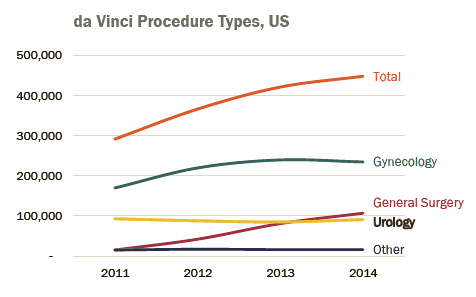 da Vinci Procedure Types, US
500,000
400,000
300,000
200,000
100,000
-
Total
Gynecology
General Surgery
Urology
Other
2011 2012 2013 2014